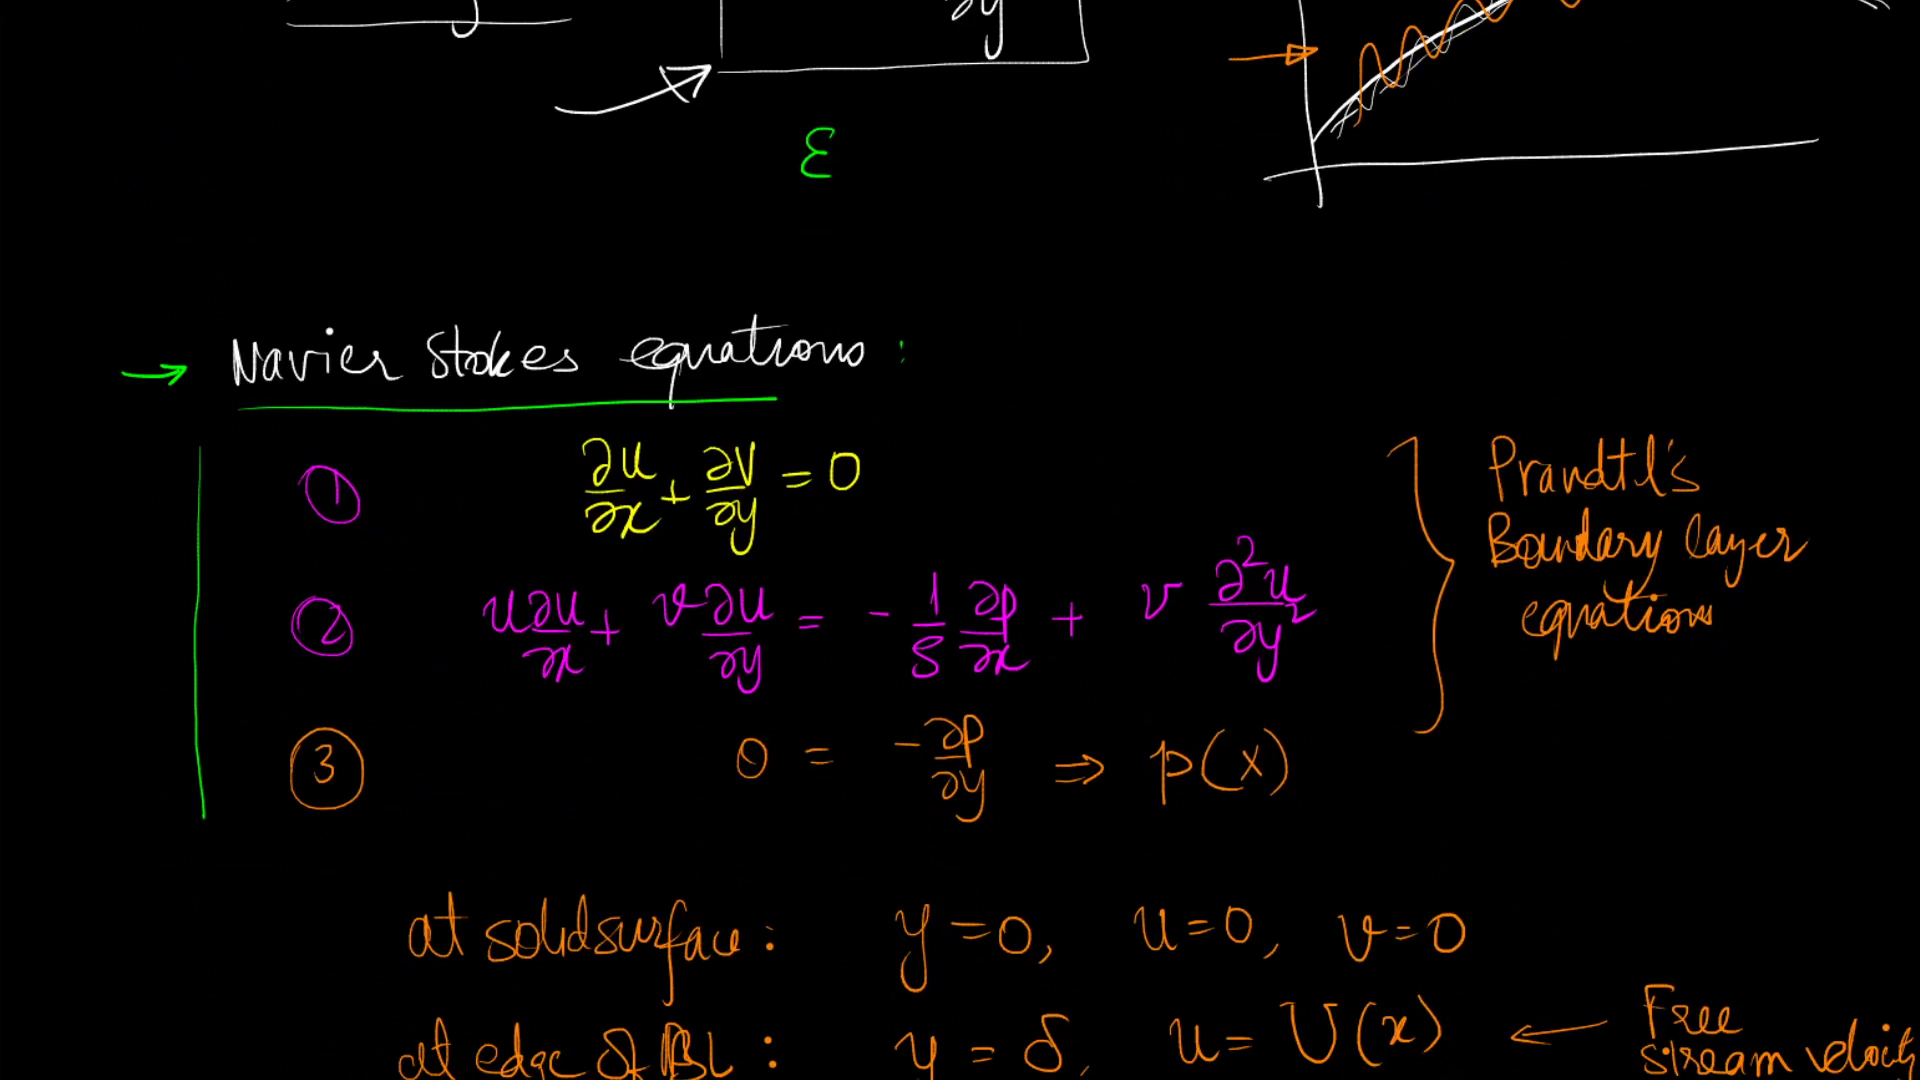 ∂y
ε
→ Navier Stokes equations :
① ∂u/∂x + ∂v/∂y = 0
② u ∂u/∂x + v ∂u/∂y = - 1/ρ ∂p/∂x + ν ∂²u/∂y²
③ 0 = - ∂p/∂y ⇒ p(x)
Prandtl's
Boundary layer
equations
at solid surface : y = 0, u = 0, v = 0
at edge of BL : y = δ, u = U(x) ← Free
stream velocity